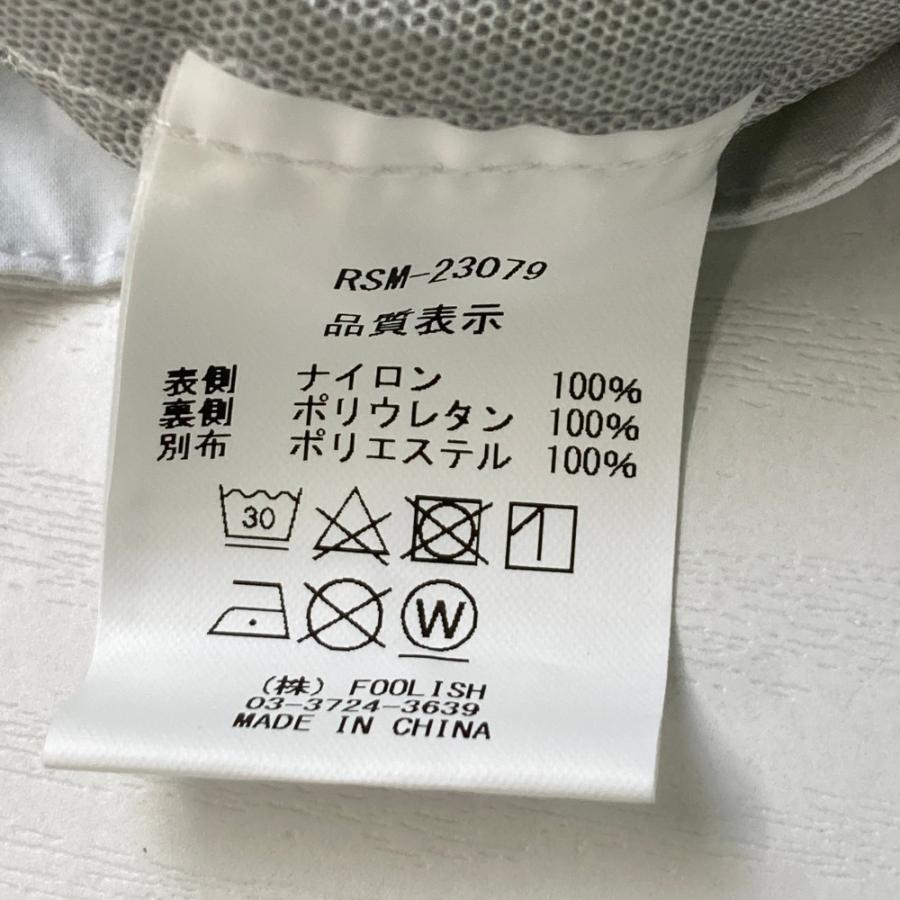 RSM-23079
品質表示
表側 ナイロン 100%
裏側 ポリウレタン 100%
別布 ポリエステル 100%
30
W
(株) FOOLISH
03-3724-3639
MADE IN CHINA